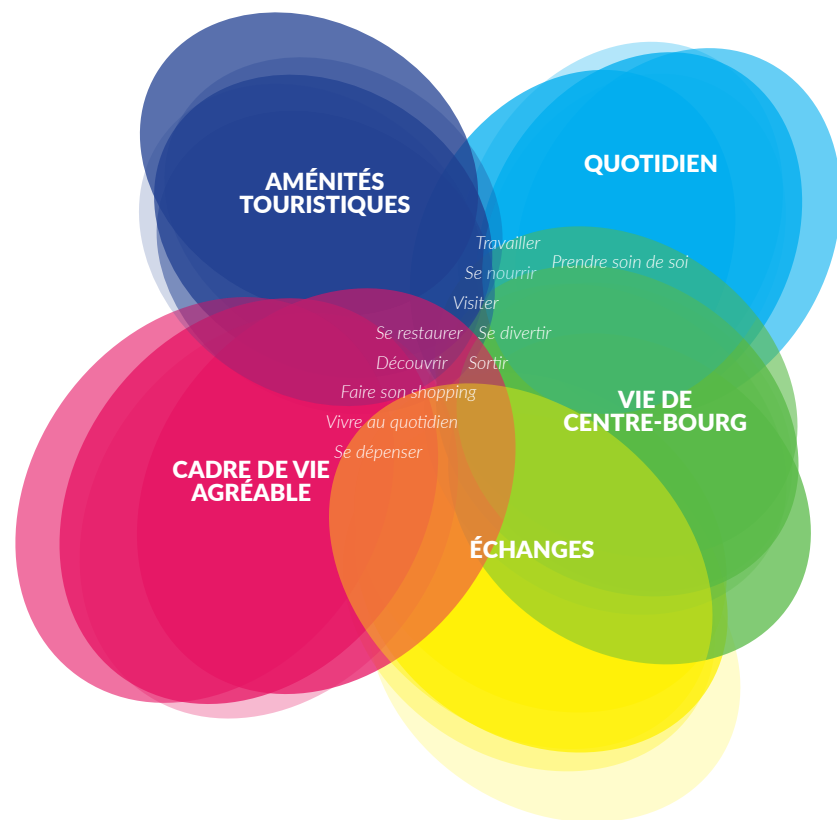 AMÉNITÉS
TOURISTIQUES
QUOTIDIEN
Travailler
Prendre soin de soi
Se nourrir
Visiter
Se restaurer
Se divertir
Découvrir
Sortir
Faire son shopping
Vivre au quotidien
Se dépenser
VIE DE
CENTRE-BOURG
CADRE DE VIE
AGRÉABLE
ÉCHANGES